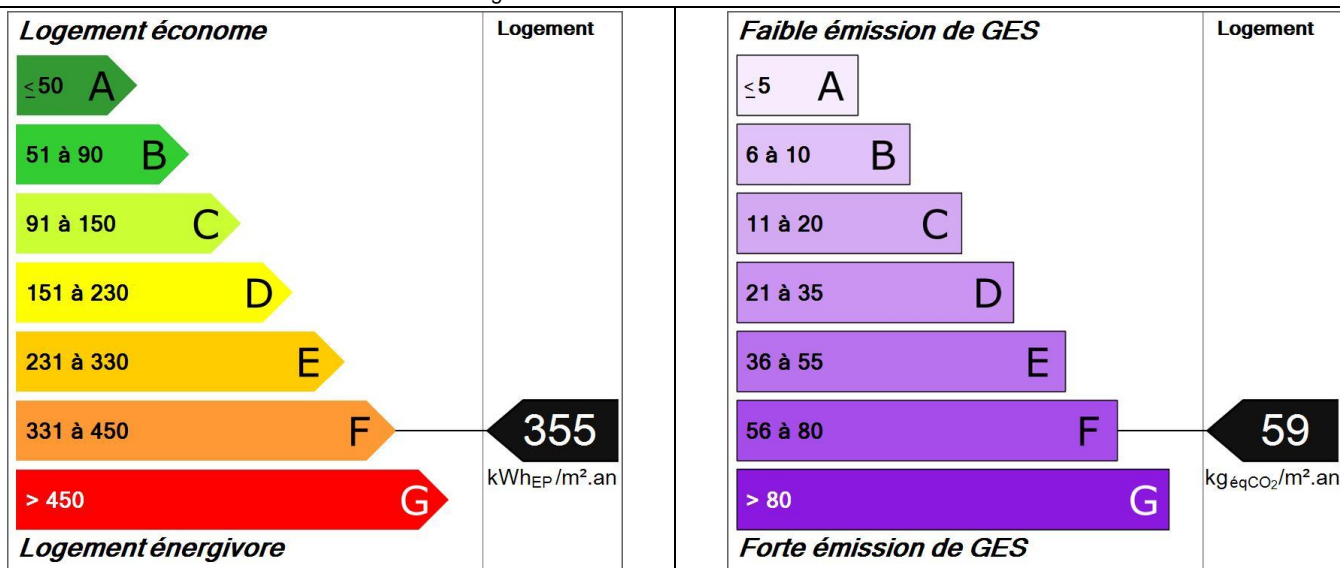 Logement économe
Logement
≤50 A
51 à 90 B
91 à 150 C
151 à 230 D
231 à 330 E
331 à 450 F
355
kWhEP/m².an
> 450 G
Logement énergivore
Faible émission de GES
Logement
≤5 A
6 à 10 B
11 à 20 C
21 à 35 D
36 à 55 E
56 à 80 F
59
kgéqCO2/m².an
> 80 G
Forte émission de GES